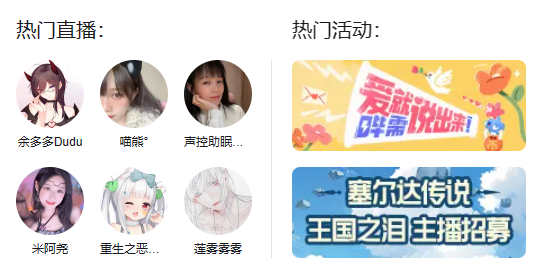 热门直播：
余多多Dudu
喵熊°
声控助眠...
米阿尧
重生之恶...
莲雾雾雾
热门活动：
爱就说出来！
哔需
塞尔达传说
王国之泪 主播招募